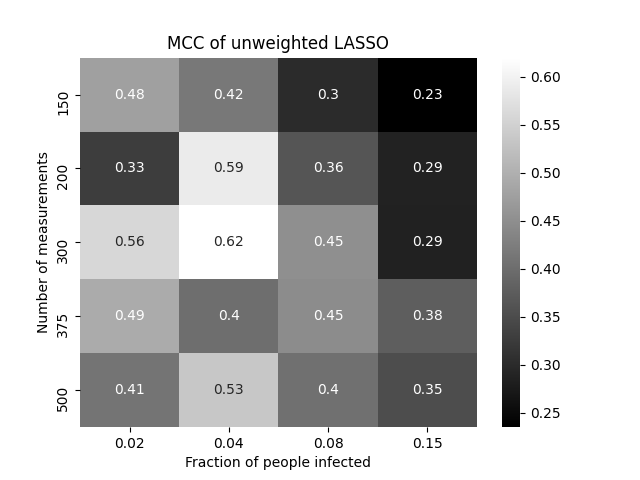 MCC of unweighted LASSO
Number of measurements
150 0.48 0.42 0.3 0.23
200 0.33 0.59 0.36 0.29
300 0.56 0.62 0.45 0.29
375 0.49 0.4 0.45 0.38
500 0.41 0.53 0.4 0.35
0.02 0.04 0.08 0.15
Fraction of people infected
0.60
0.55
0.50
0.45
0.40
0.35
0.30
0.25